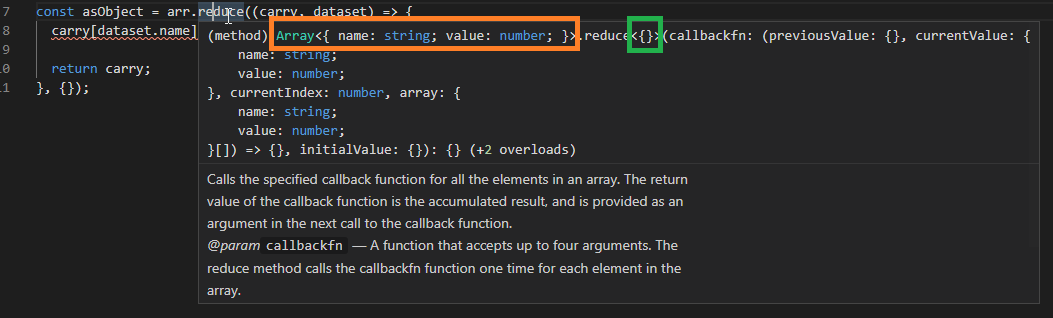 7 const asObject = arr.reduce((carry, dataset) => {
8 carry[dataset.name]
(method) Array<{ name: string; value: number; }>.reduce<{}>(callbackfn: (previousValue: {}, currentValue: {
9 name: string;
10 return carry; value: number;
11 }, {}); }, currentIndex: number, array: {
name: string;
value: number;
}[]) => {}, initialValue: {}): {} (+2 overloads)
Calls the specified callback function for all the elements in an array. The return
value of the callback function is the accumulated result, and is provided as an
argument in the next call to the callback function.
@param callbackfn — A function that accepts up to four arguments. The
reduce method calls the callbackfn function one time for each element in the
array.